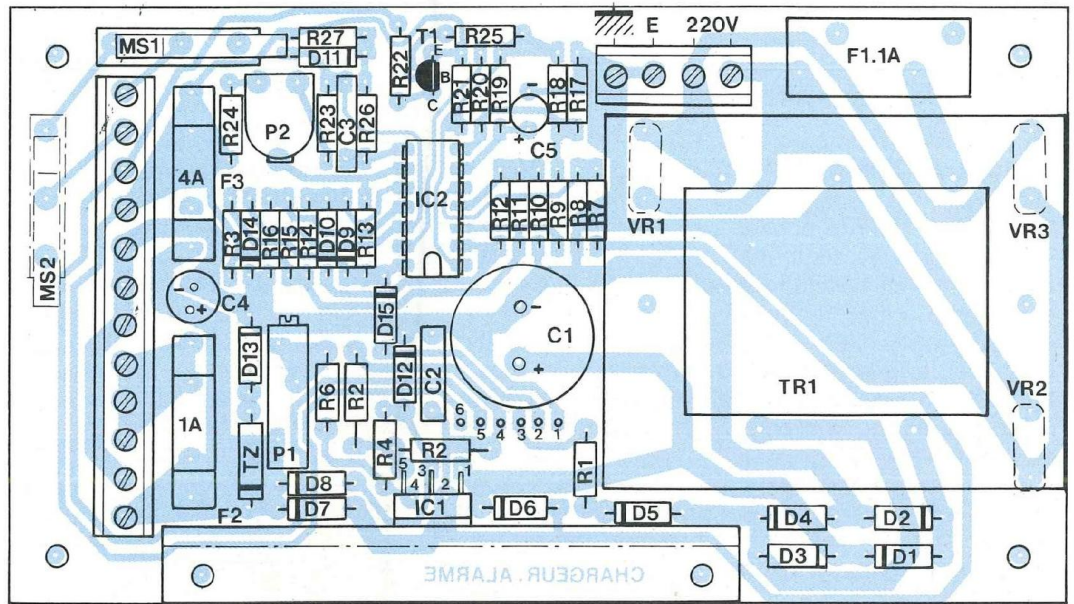 MS1
R27
D11
R22
T1
E
B
C
R25
E 220V
F1.1A
R24
P2
R23
C3
R26
R21
R20
R19
-
+
C5
R18
R17
4A
F3
IC2
VR1
VR3
MS2
R3
D14
R16
R15
R14
D10
D9
R13
R12
R11
R10
R9
R8
R7
-
+
C4
D15
-
C1
+
TR1
D13
R6
R2
D12
C2
VR2
1A
TZ
P1
R4
6 5 4 3 2 1
R2
5 4 3 2 1
R1
D8
D7
F2
IC1
D6
D5
D4
D2
D3
D1
CHARGEUR.ALARME